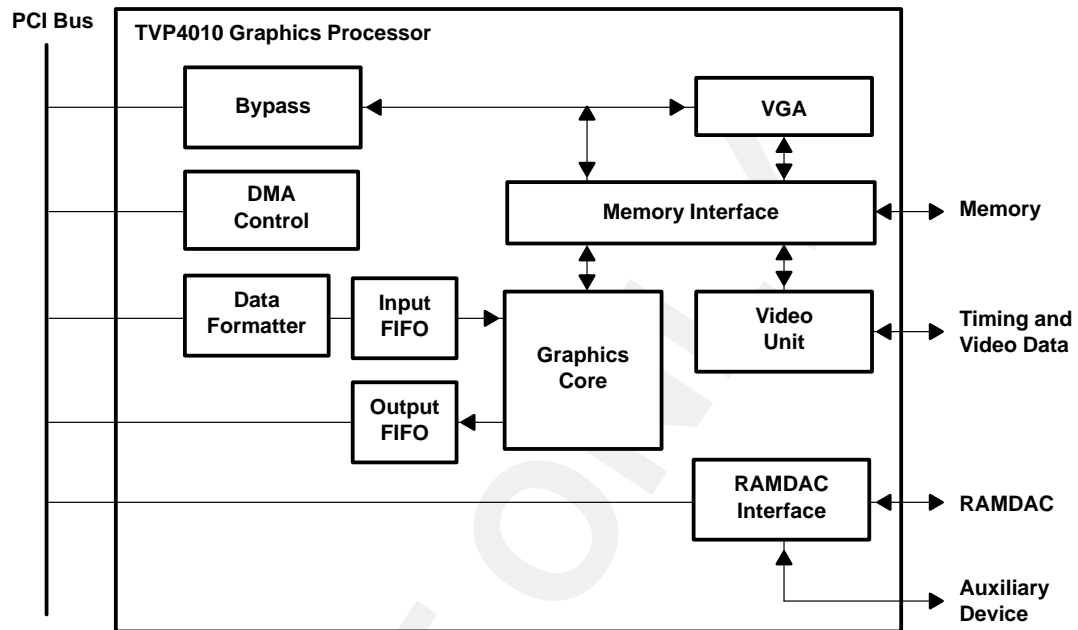 PCI Bus
TVP4010 Graphics Processor
Bypass
VGA
DMA
Control
Memory Interface
Memory
Data
Formatter
Input
FIFO
Graphics
Core
Video
Unit
Timing and
Video Data
Output
FIFO
RAMDAC
Interface
RAMDAC
Auxiliary
Device